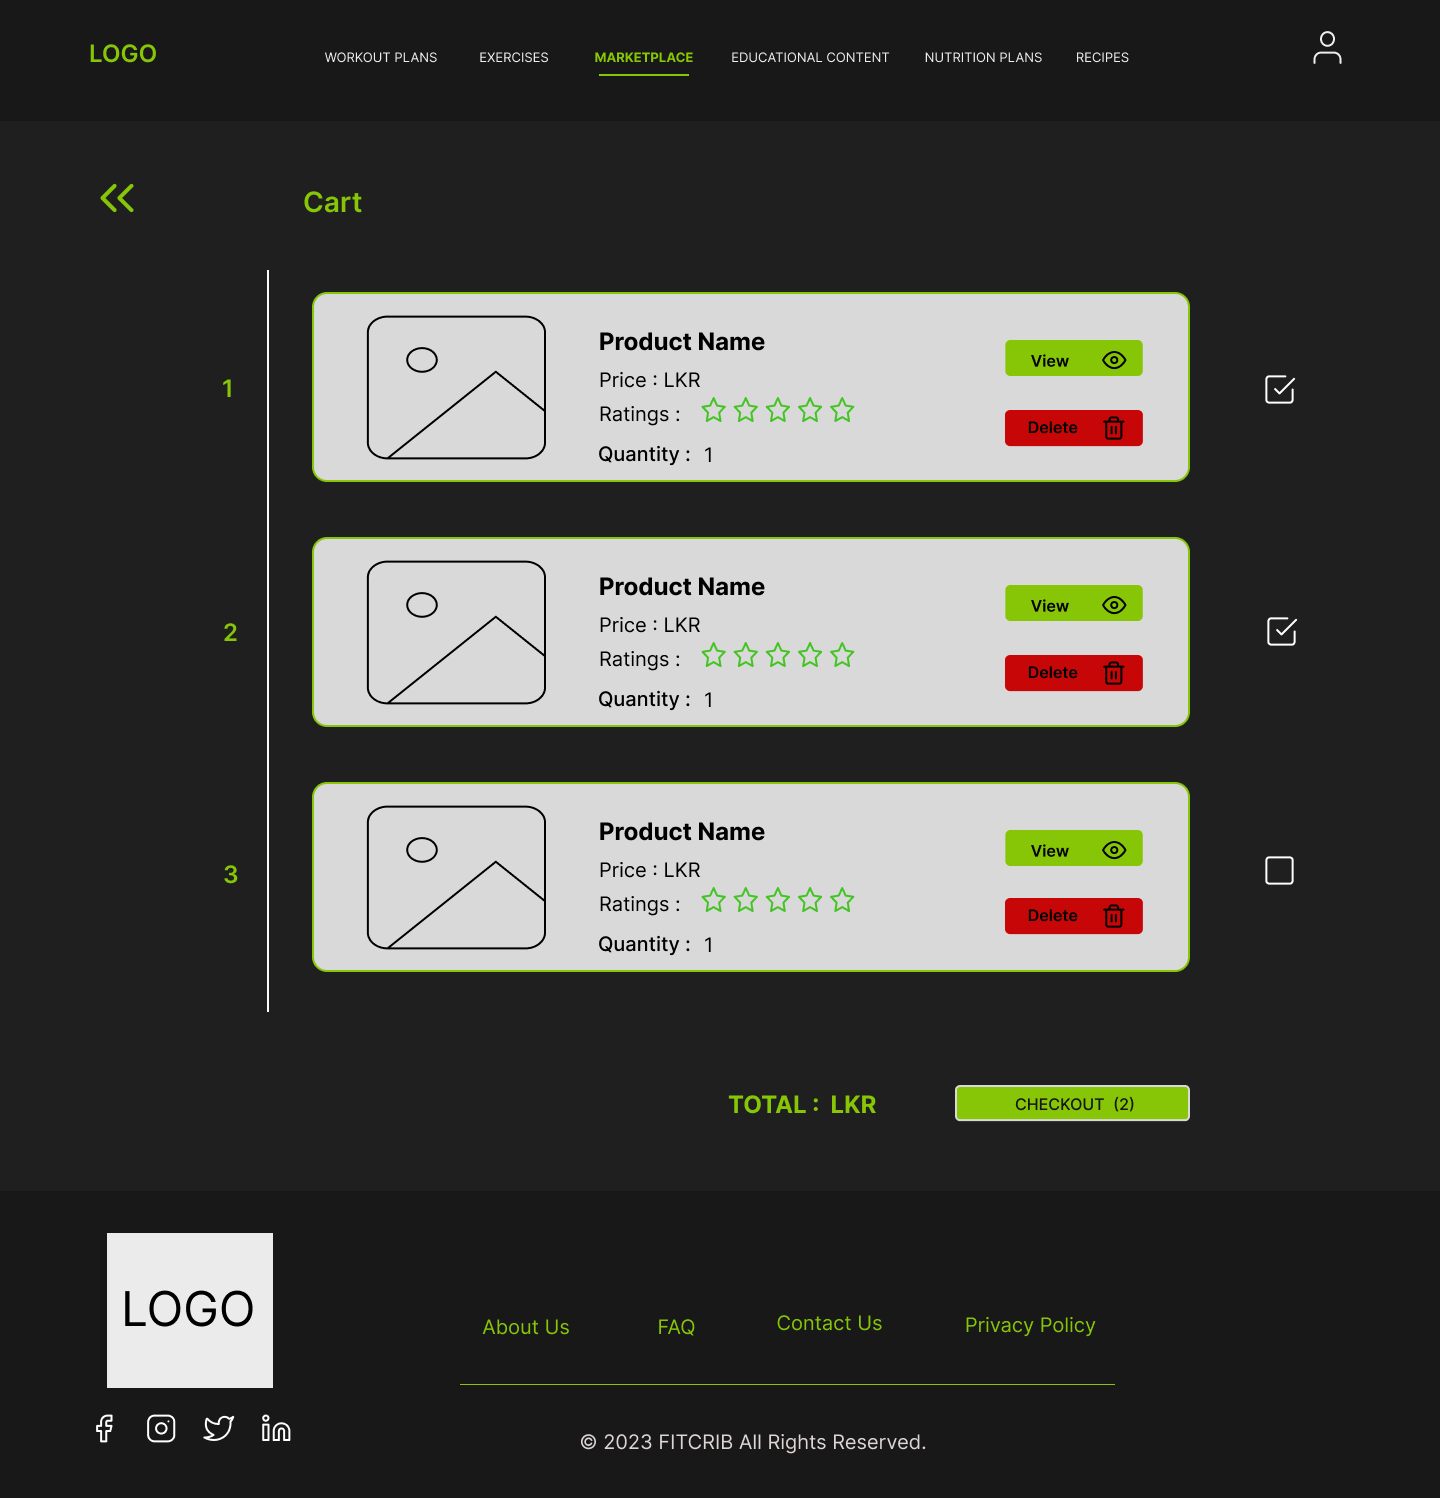 LOGO
WORKOUT PLANS EXERCISES MARKETPLACE EDUCATIONAL CONTENT NUTRITION PLANS RECIPES
Cart
1
Product Name
Price : LKR
Ratings :
Quantity : 1
View
Delete
2
Product Name
Price : LKR
Ratings :
Quantity : 1
View
Delete
3
Product Name
Price : LKR
Ratings :
Quantity : 1
View
Delete
TOTAL : LKR
CHECKOUT (2)
LOGO
About Us FAQ Contact Us Privacy Policy
© 2023 FITCRIB All Rights Reserved.